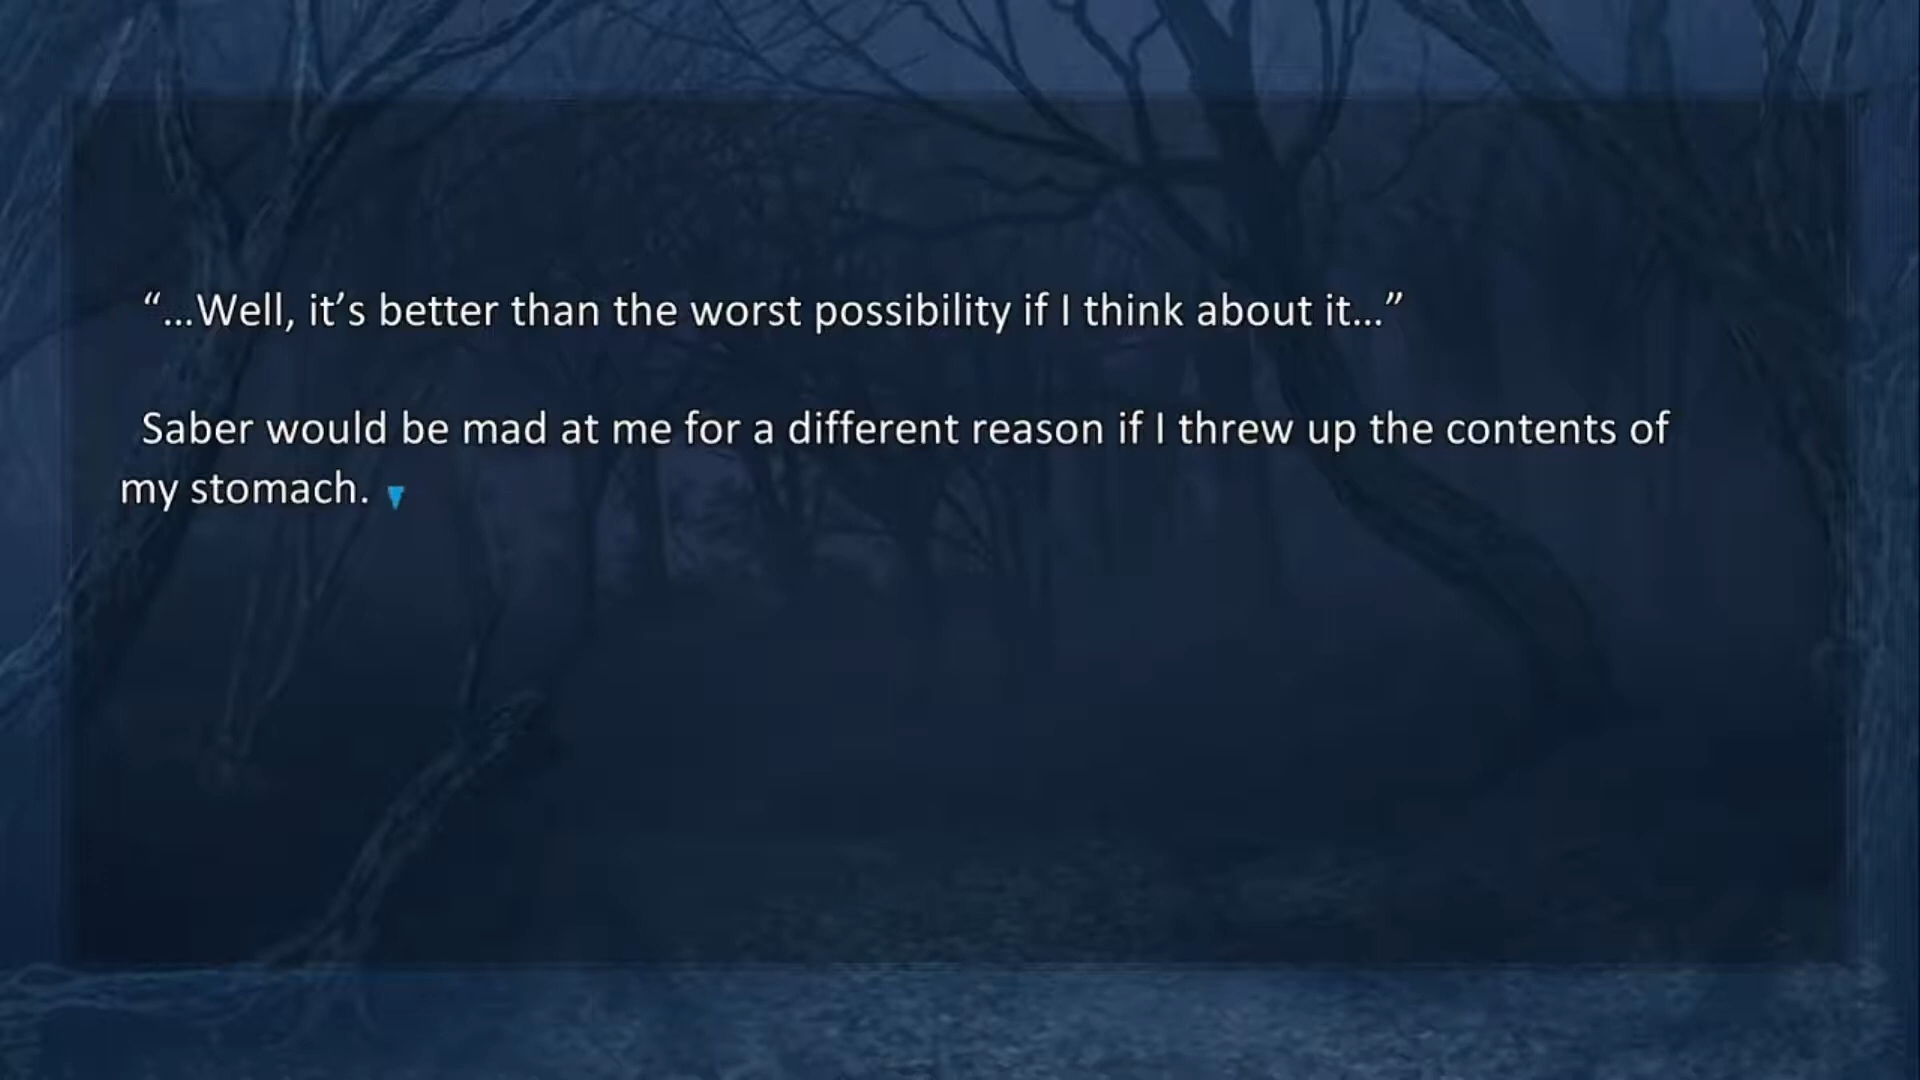 “…Well, it’s better than the worst possibility if I think about it…”
Saber would be mad at me for a different reason if I threw up the contents of
my stomach.